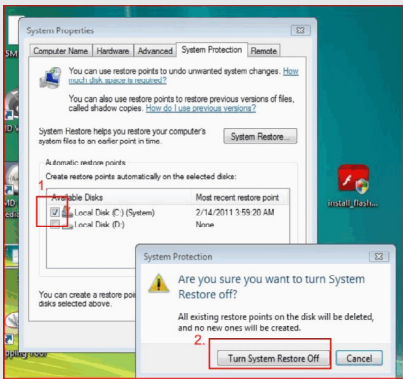 System Properties
Computer Name Hardware Advanced System Protection Remote
You can use restore points to undo unwanted system changes. How
much disk space is required?
You can also use restore points to restore previous versions of files,
called shadow copies. How do I use previous versions?
System Restore helps you restore your computer's
system files to an earlier point in time.
System Restore...
Automatic restore points
Create restore points automatically on the selected disks:
1
Available Disks Most recent restore point
Local Disk (C:) (System) 2/14/2011 3:59:20 AM
Local Disk (D:) None
install_flash...
System Protection
Are you sure you want to turn System
Restore off?
All existing restore points on the disk will be deleted,
and no new ones will be created.
You can create a restore poi
disks selected above.
2.
Turn System Restore Off Cancel